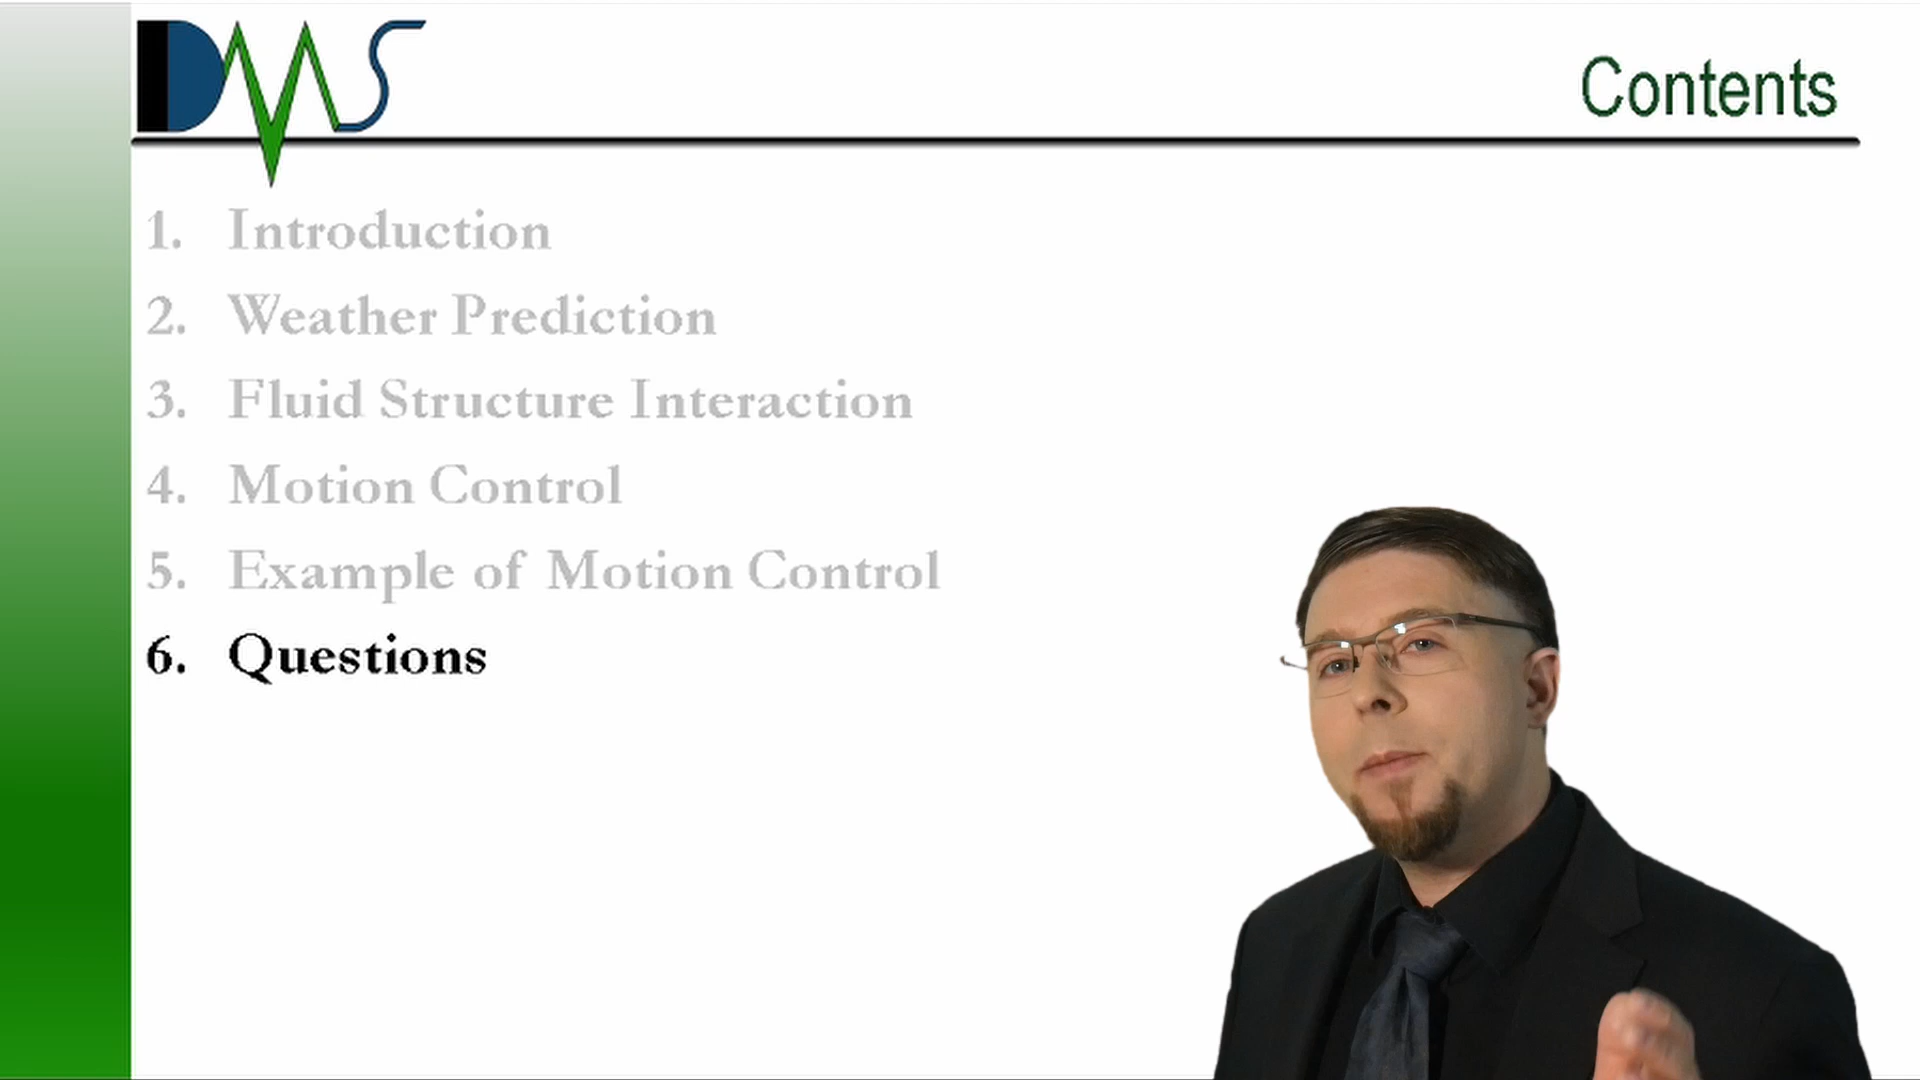 DMS
Contents
1. Introduction
2. Weather Prediction
3. Fluid Structure Interaction
4. Motion Control
5. Example of Motion Control
6. Questions